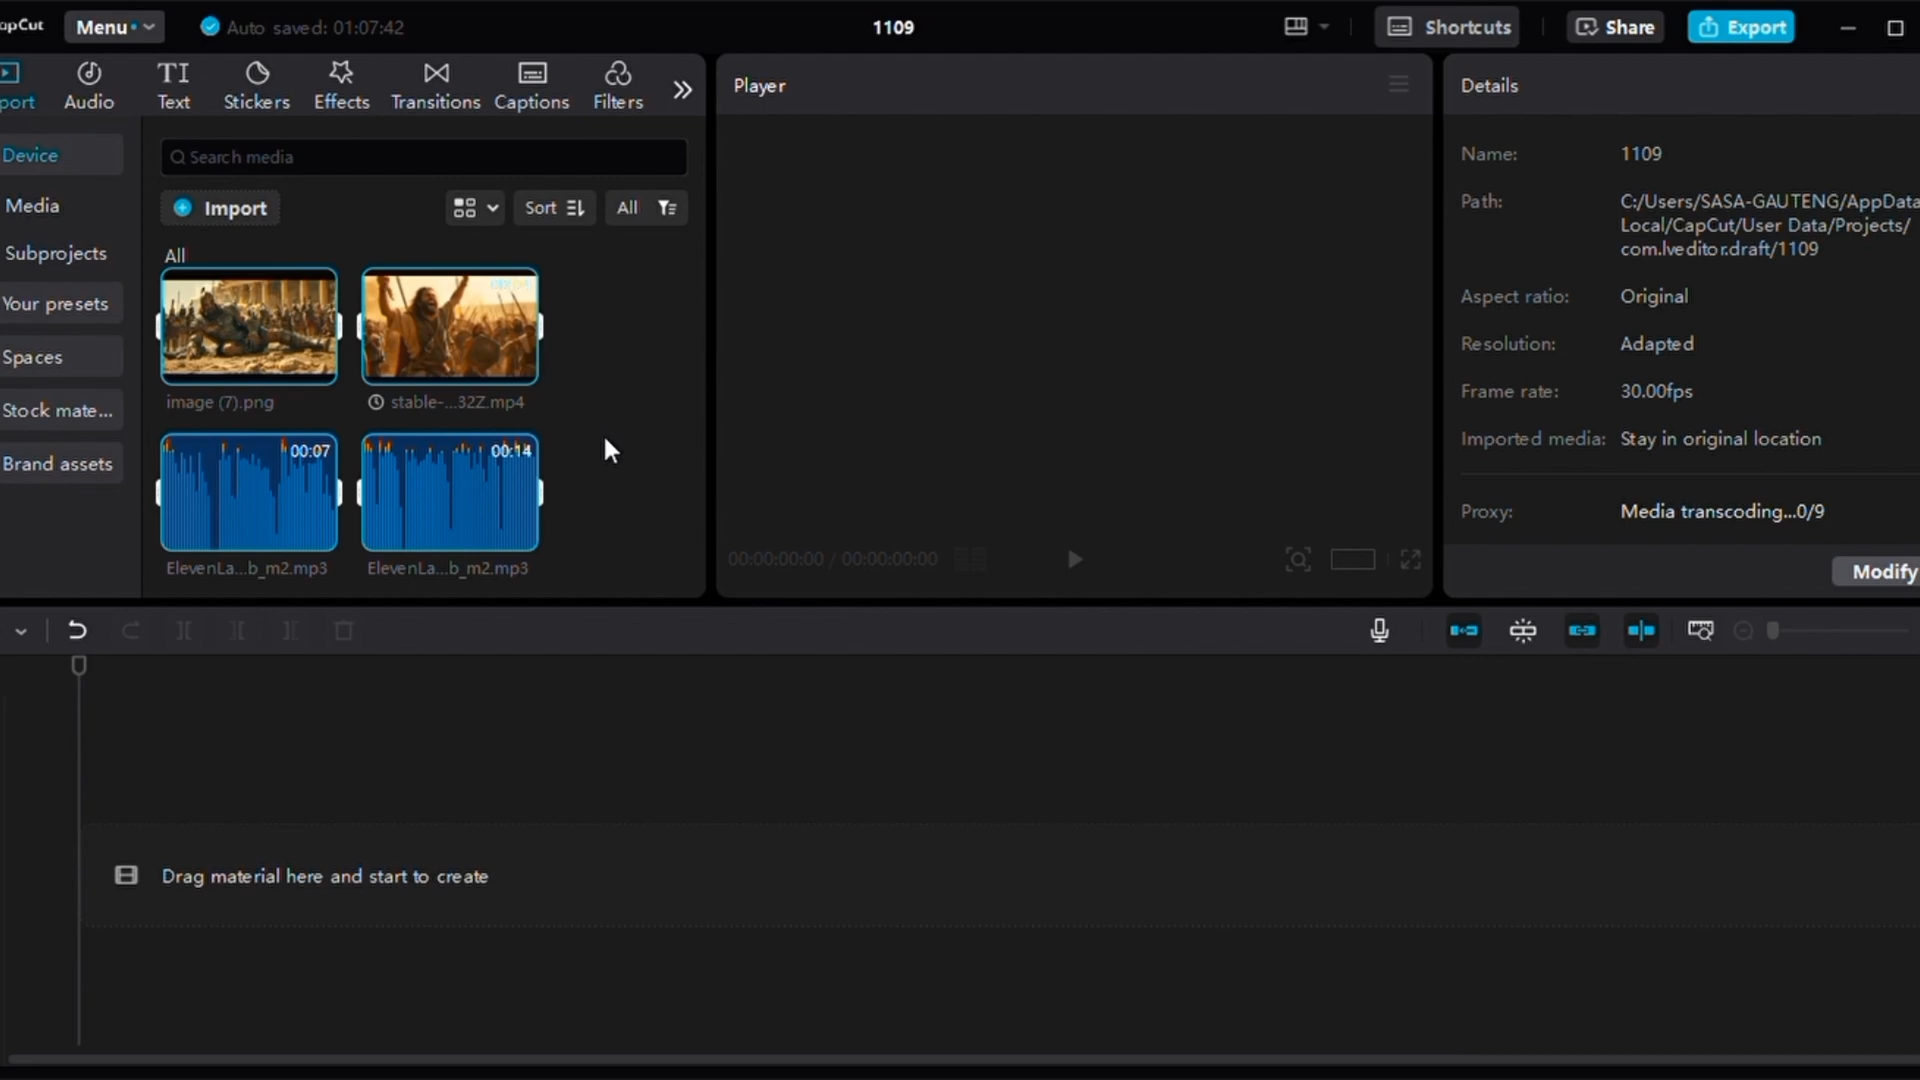 apCut
Menu
Auto saved: 01:07:42
1109
Shortcuts
Share
Export
port
Audio
TI
Text
Stickers
Effects
Transitions
Captions
Filters
Player
Details
Device
Media
Subprojects
Your presets
Spaces
Stock mate...
Brand assets
Search media
Import
Sort
All
All
image (7).png
stable-...32Z.mp4
00:07
00:14
ElevenLa...b_m2.mp3
ElevenLa...b_m2.mp3
00:00:00:00 / 00:00:00:00
Name: 1109
Path: C:/Users/SASA-GAUTENG/AppData
Local/CapCut/User Data/Projects/
com.lveditor.draft/1109
Aspect ratio: Original
Resolution: Adapted
Frame rate: 30.00fps
Imported media: Stay in original location
Proxy: Media transcoding...0/9
Modify
Drag material here and start to create